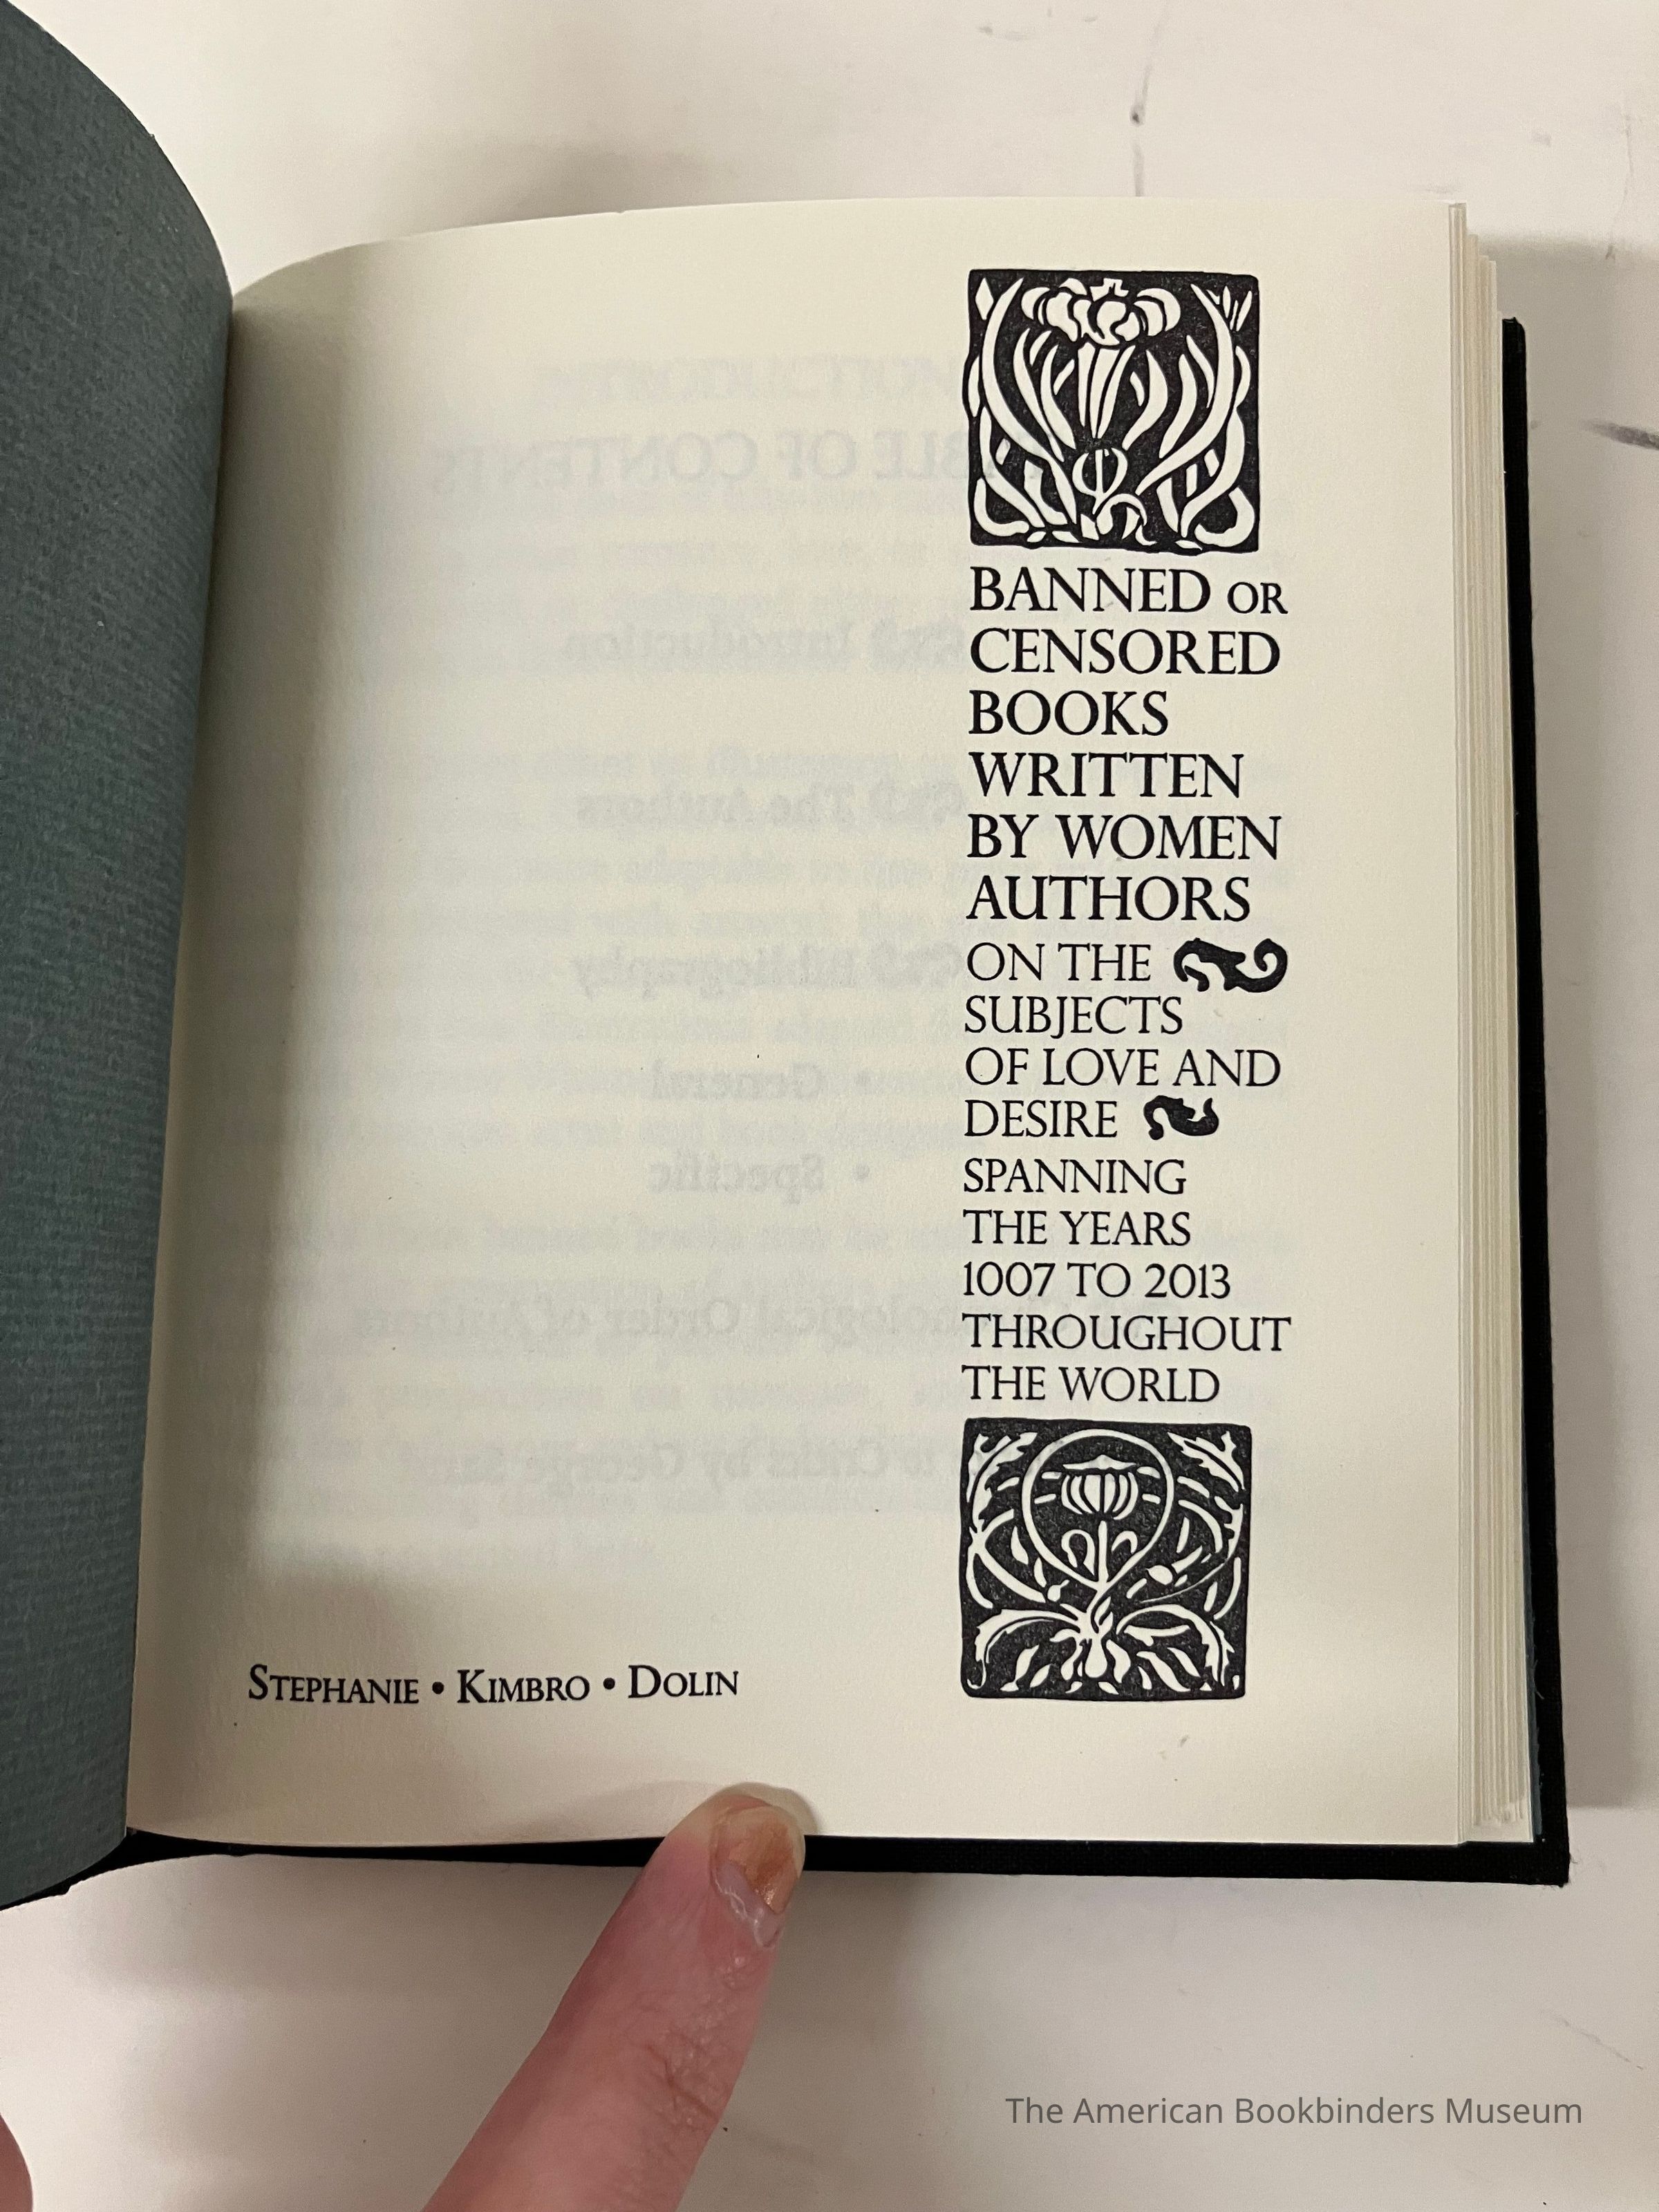 BANNED OR
CENSORED
BOOKS
WRITTEN
BY WOMEN
AUTHORS
ON THE
SUBJECTS
OF LOVE AND
DESIRE
SPANNING
THE YEARS
1007 TO 2013
THROUGHOUT
THE WORLD
STEPHANIE • KIMBRO • DOLIN
The American Bookbinders Museum